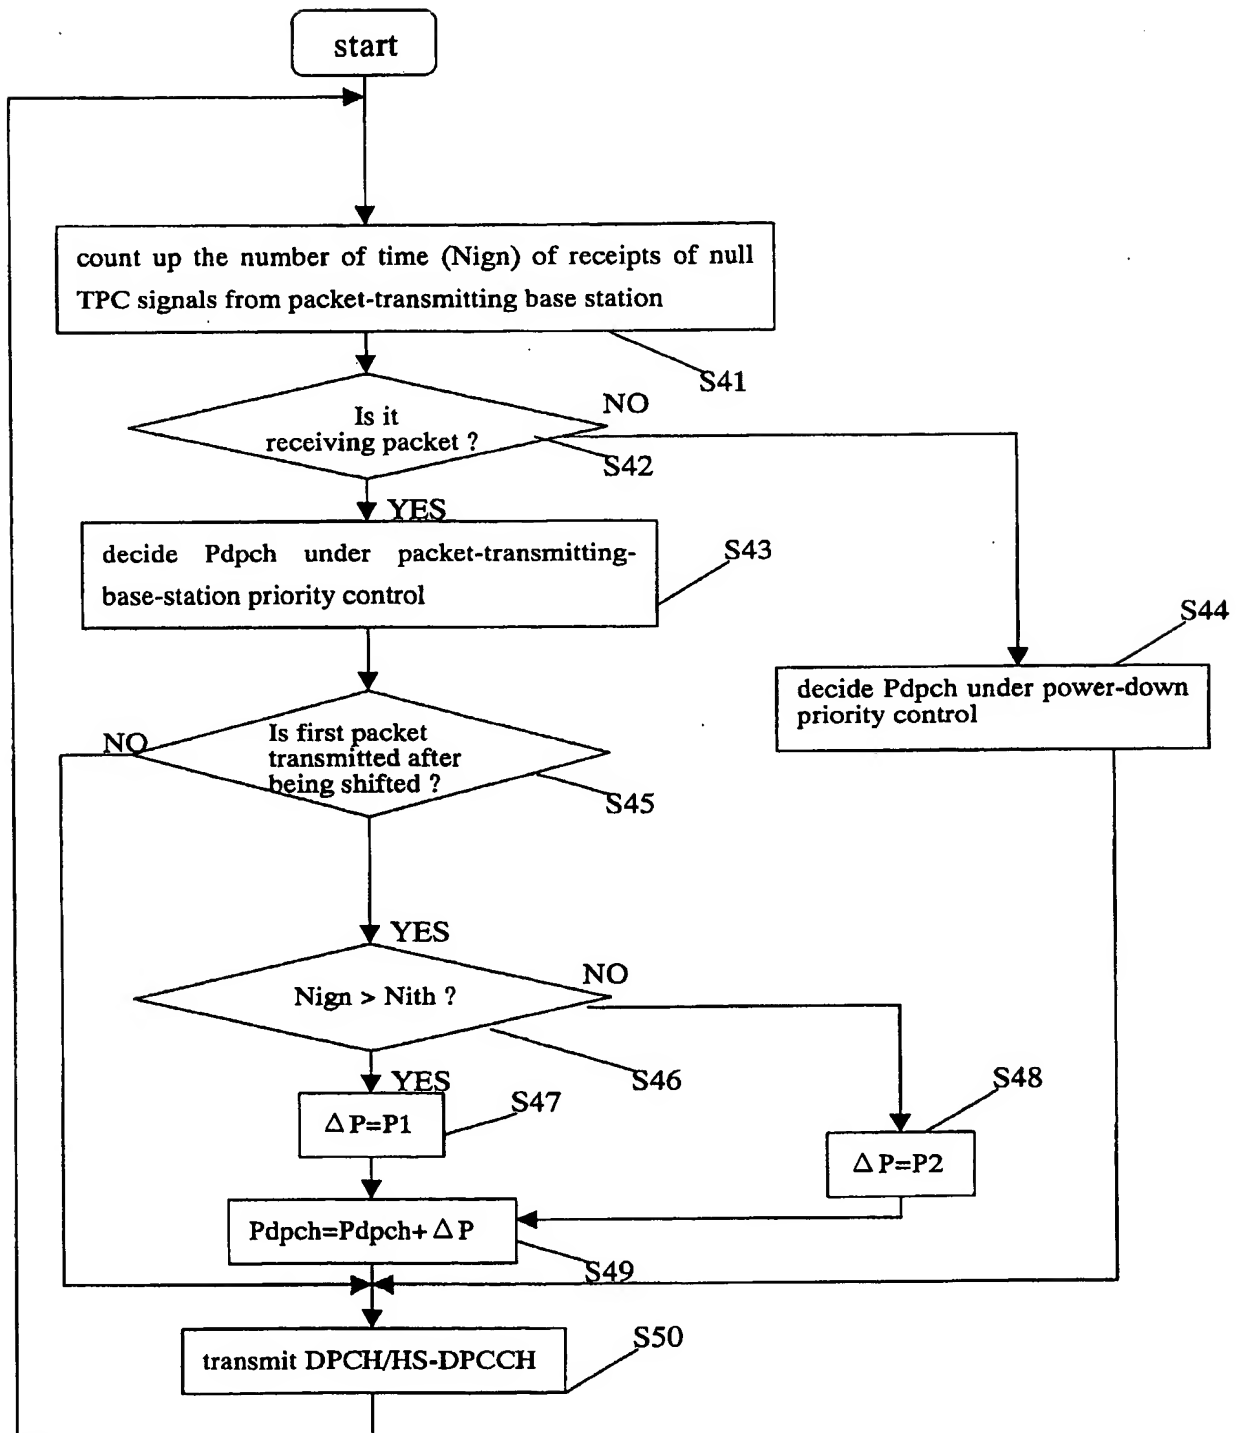 start
count up the number of time (Nign) of receipts of null
TPC signals from packet-transmitting base station
S41
Is it
receiving packet ?
NO
S42
YES
decide Pdpch under packet-transmitting-
base-station priority control
S43
S44
decide Pdpch under power-down
priority control
NO
Is first packet
transmitted after
being shifted ?
S45
YES
Nign > Nith ?
NO
S46
YES
△P=P1
S47
S48
△P=P2
Pdpch=Pdpch+△P
S49
transmit DPCH/HS-DPCCH
S50